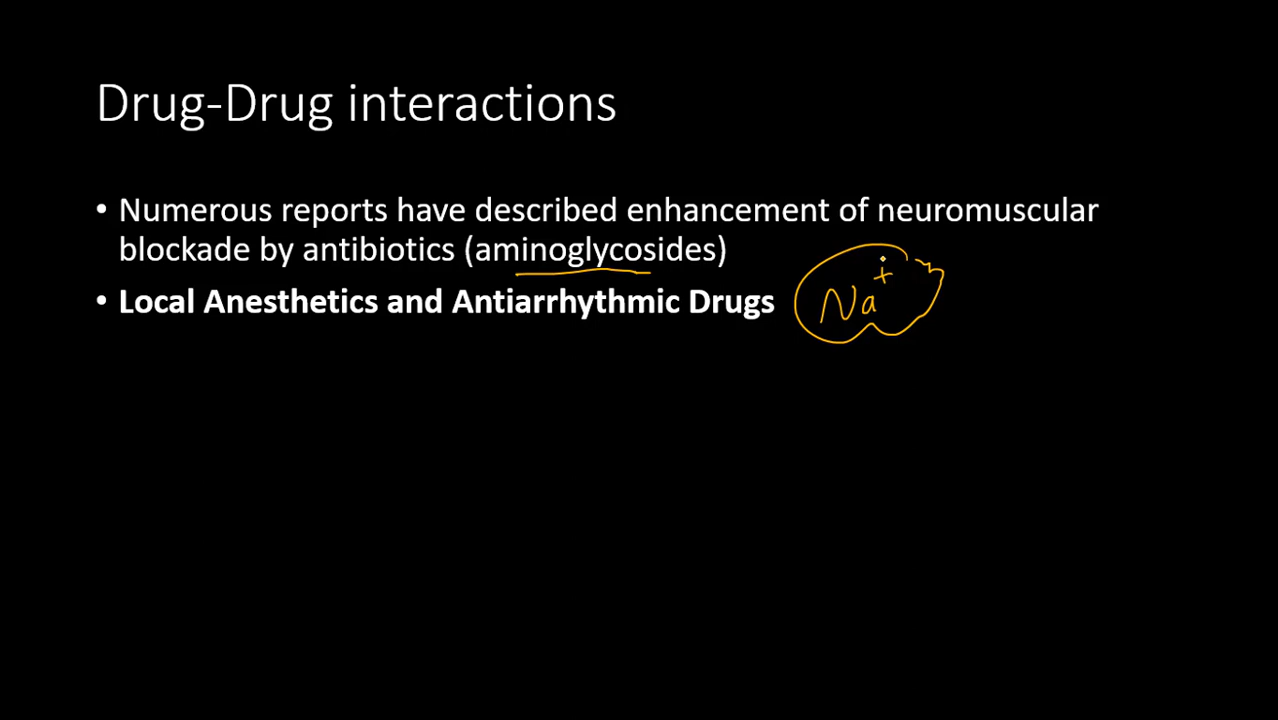 Drug-Drug interactions
• Numerous reports have described enhancement of neuromuscular
blockade by antibiotics (aminoglycosides)
• Local Anesthetics and Antiarrhythmic Drugs
Na+